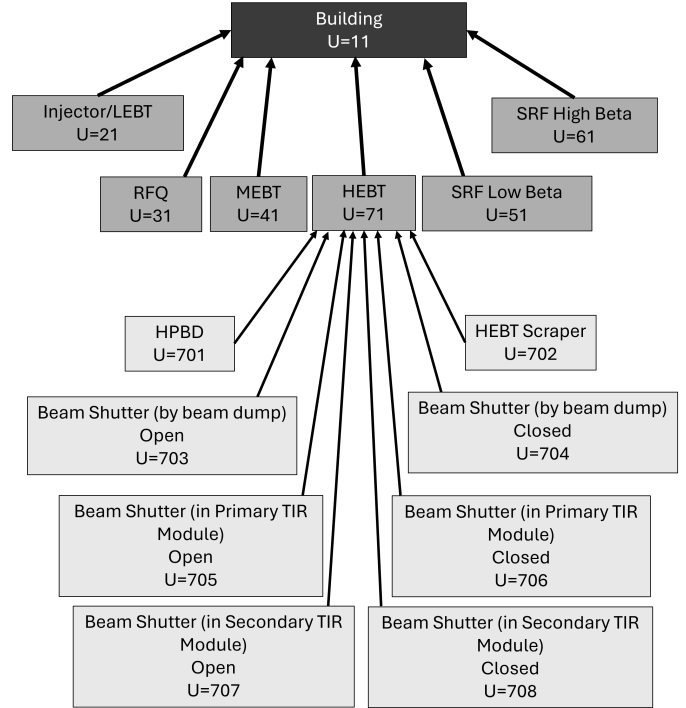 Building
U=11
Injector/LEBT
U=21
SRF High Beta
U=61
RFQ
U=31
MEBT
U=41
HEBT
U=71
SRF Low Beta
U=51
HPBD
U=701
HEBT Scraper
U=702
Beam Shutter (by beam dump)
Open
U=703
Beam Shutter (by beam dump)
Closed
U=704
Beam Shutter (in Primary TIR
Module)
Open
U=705
Beam Shutter (in Primary TIR
Module)
Closed
U=706
Beam Shutter (in Secondary TIR
Module)
Open
U=707
Beam Shutter (in Secondary TIR
Module)
Closed
U=708